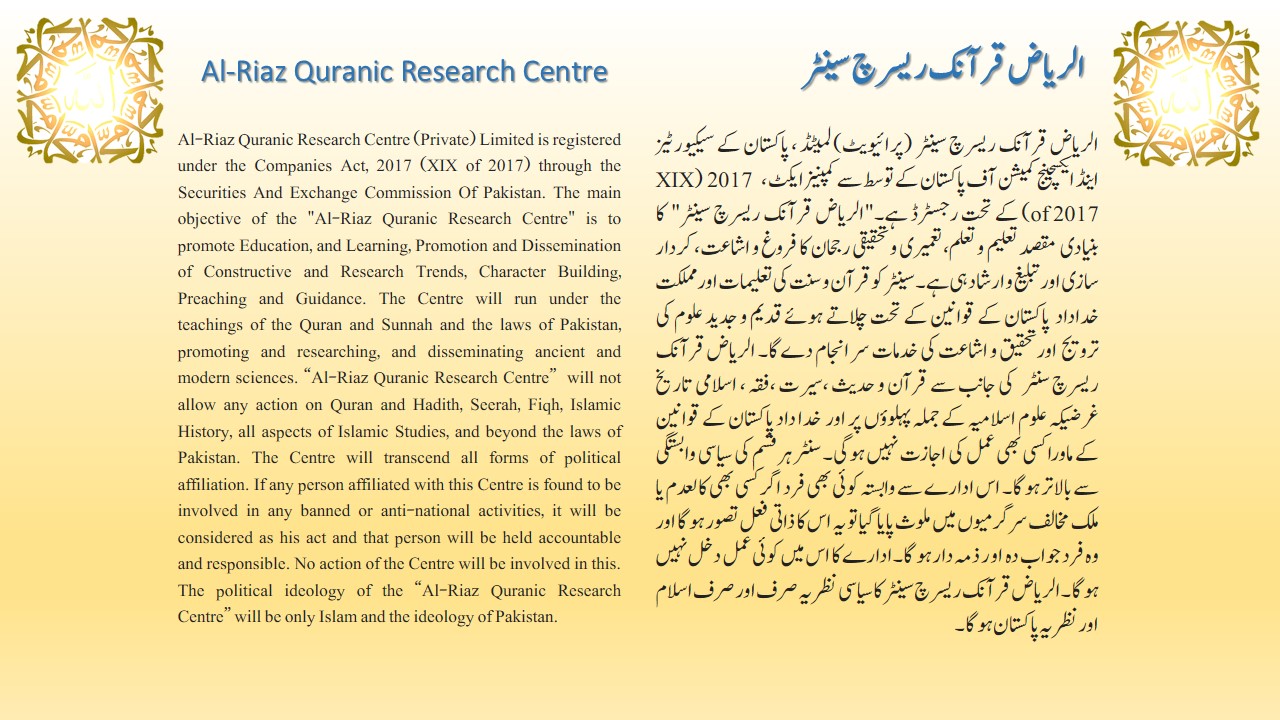 Al-Riaz Quranic Research Centre
Al-Riaz Quranic Research Centre (Private) Limited is registered
under the Companies Act, 2017 (XIX of 2017) through the
Securities And Exchange Commission Of Pakistan. The main
objective of the "Al-Riaz Quranic Research Centre" is to
promote Education, and Learning, Promotion and Dissemination
of Constructive and Research Trends, Character Building,
Preaching and Guidance. The Centre will run under the
teachings of the Quran and Sunnah and the laws of Pakistan,
promoting and researching, and disseminating ancient and
modern sciences. “Al-Riaz Quranic Research Centre” will not
allow any action on Quran and Hadith, Seerah, Fiqh, Islamic
History, all aspects of Islamic Studies, and beyond the laws of
Pakistan. The Centre will transcend all forms of political
affiliation. If any person affiliated with this Centre is found to be
involved in any banned or anti-national activities, it will be
considered as his act and that person will be held accountable
and responsible. No action of the Centre will be involved in this.
The political ideology of the “Al-Riaz Quranic Research
Centre” will be only Islam and the ideology of Pakistan.
الریاض قرآنک ریسرچ سینٹر
الریاض قرآنک ریسرچ سینٹر (پرائیویٹ) لمیٹڈ، پاکستان کے سیکیورٹیز
اینڈ ایکسچینج کمیشن آف پاکستان کے توسط سے کمپنیز ایکٹ، 2017 (XIX
of 2017) کے تحت رجسٹرڈ ہے۔"الریاض قرآنک ریسرچ سینٹر" کا
بنیادی مقصد تعلیم و تعلم، تعمیری و تحقیقی رجحان کا فروغ و اشاعت، کردار
سازی اور تبلیغ و ارشاد ہی ہے۔ سینٹر کو قرآن و سنت کی تعلیمات اور مملکت
خداداد پاکستان کے قوانین کے تحت چلاتے ہوئے قدیم و جدید علوم کی
ترویج اور تحقیق و اشاعت کی خدمات سر انجام دے گا۔ الریاض قرآنک
ریسرچ سنٹر کی جانب سے قرآن و حدیث ،سیرت ،فقہ ، اسلامی تاریخ
غرضیکہ علوم اسلامیہ کے جملہ پہلوؤں پر اور خداداد پاکستان کے قوانین
کے ماورا کسی بھی عمل کی اجازت نہیں ہوگی۔ سنٹر ہر قسم کی سیاسی وابستگی
سے بالاتر ہو گا۔ اس ادارے سے وابستہ کوئی بھی فرد اگر کسی بھی کالعدم یا
ملک مخالف سرگرمیوں میں ملوث پایا گیا تو یہ اس کا ذاتی فعل تصور ہو گا اور
وہ فرد جواب دہ اور ذمہ دار ہو گا۔ادارے کا اس میں کوئی عمل دخل نہیں
ہو گا۔الریاض قرآنک ریسرچ سینٹر کا سیاسی نظریہ صرف اور صرف اسلام
اور نظریہ پاکستان ہو گا۔